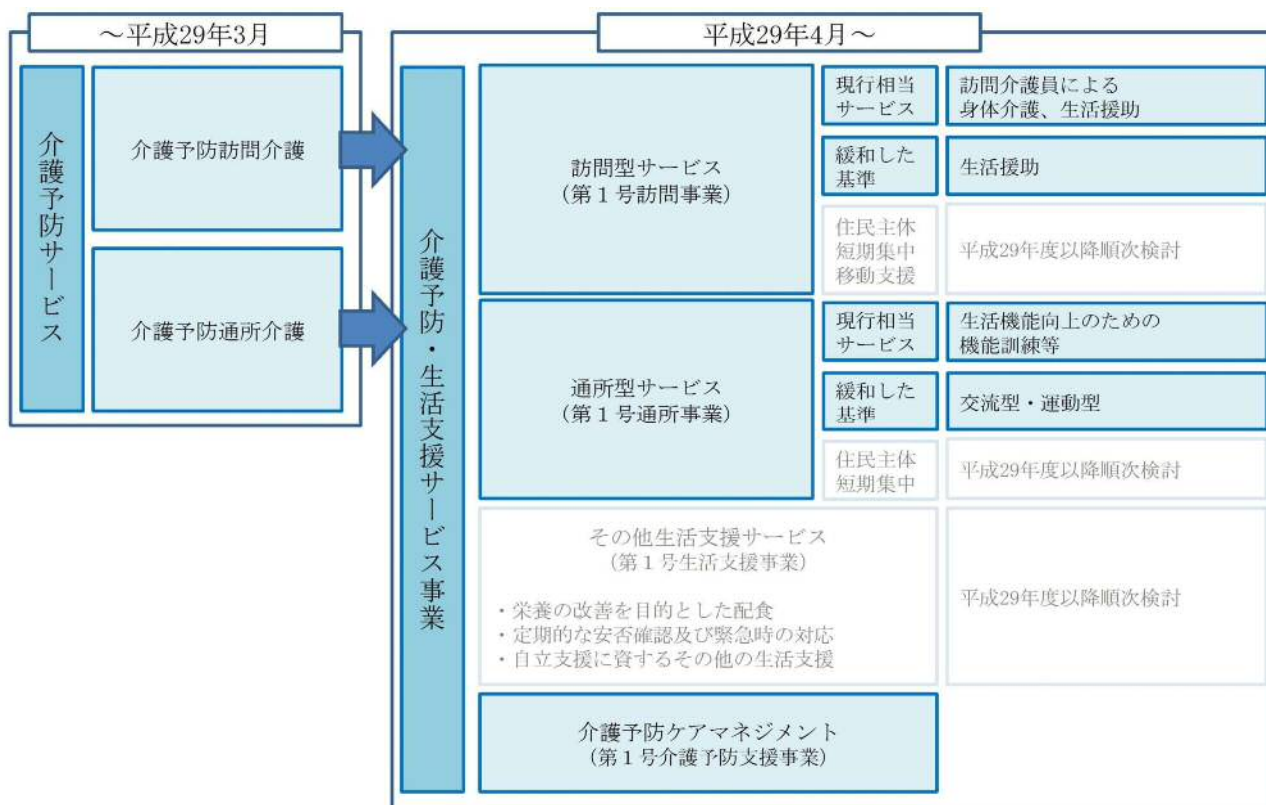 ～平成29年3月
介護予防サービス
介護予防訪問介護
介護予防通所介護
平成29年4月～
介護予防・生活支援サービス事業
訪問型サービス
(第１号訪問事業)
現行相当
サービス
訪問介護員による
身体介護、生活援助
緩和した
基準
生活援助
住民主体
短期集中
移動支援
平成29年度以降順次検討
通所型サービス
(第１号通所事業)
現行相当
サービス
生活機能向上のための
機能訓練等
緩和した
基準
交流型・運動型
住民主体
短期集中
平成29年度以降順次検討
その他生活支援サービス
(第１号生活支援事業)
・栄養の改善を目的とした配食
・定期的な安否確認及び緊急時の対応
・自立支援に資するその他の生活支援
平成29年度以降順次検討
介護予防ケアマネジメント
(第１号介護予防支援事業)